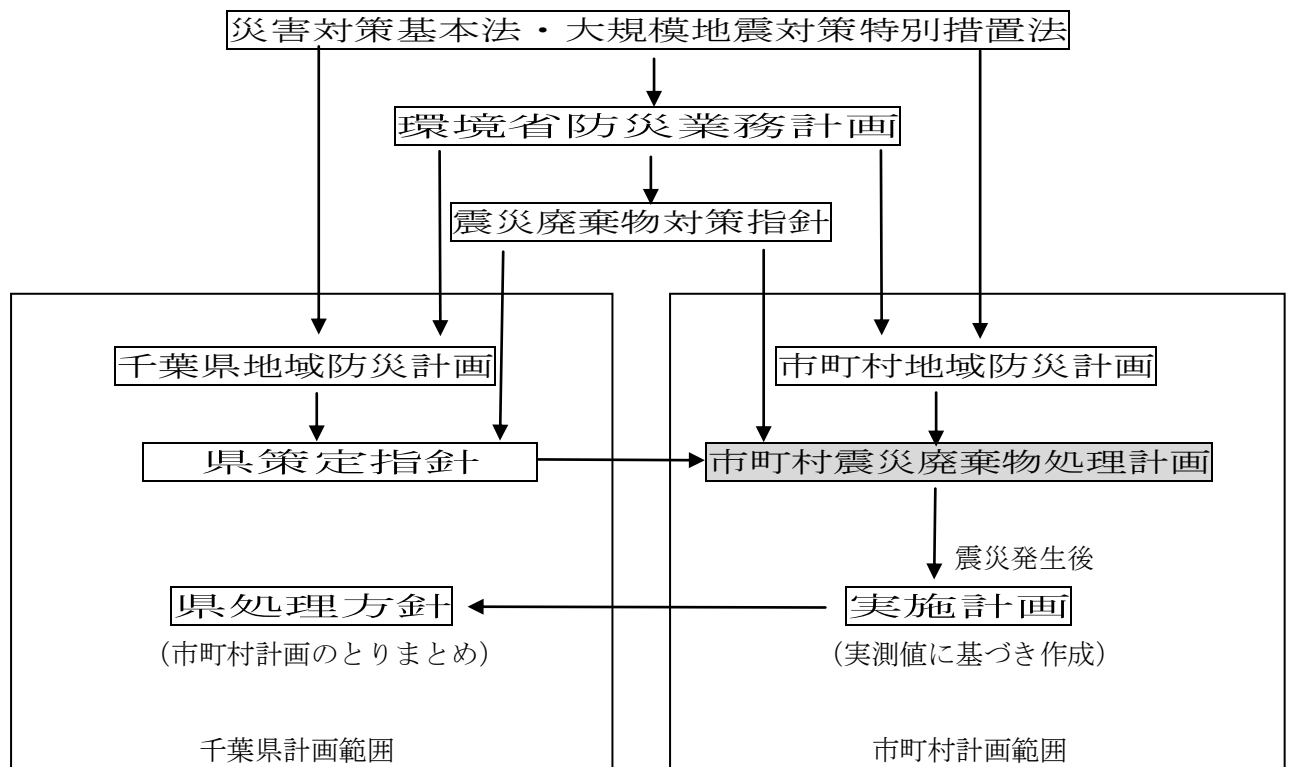 災害対策基本法・大規模地震対策特別措置法
環境省防災業務計画
震災廃棄物対策指針
千葉県地域防災計画
市町村地域防災計画
県策定指針
市町村震災廃棄物処理計画
震災発生後
県処理方針
実施計画
（市町村計画のとりまとめ）
（実測値に基づき作成）
千葉県計画範囲
市町村計画範囲